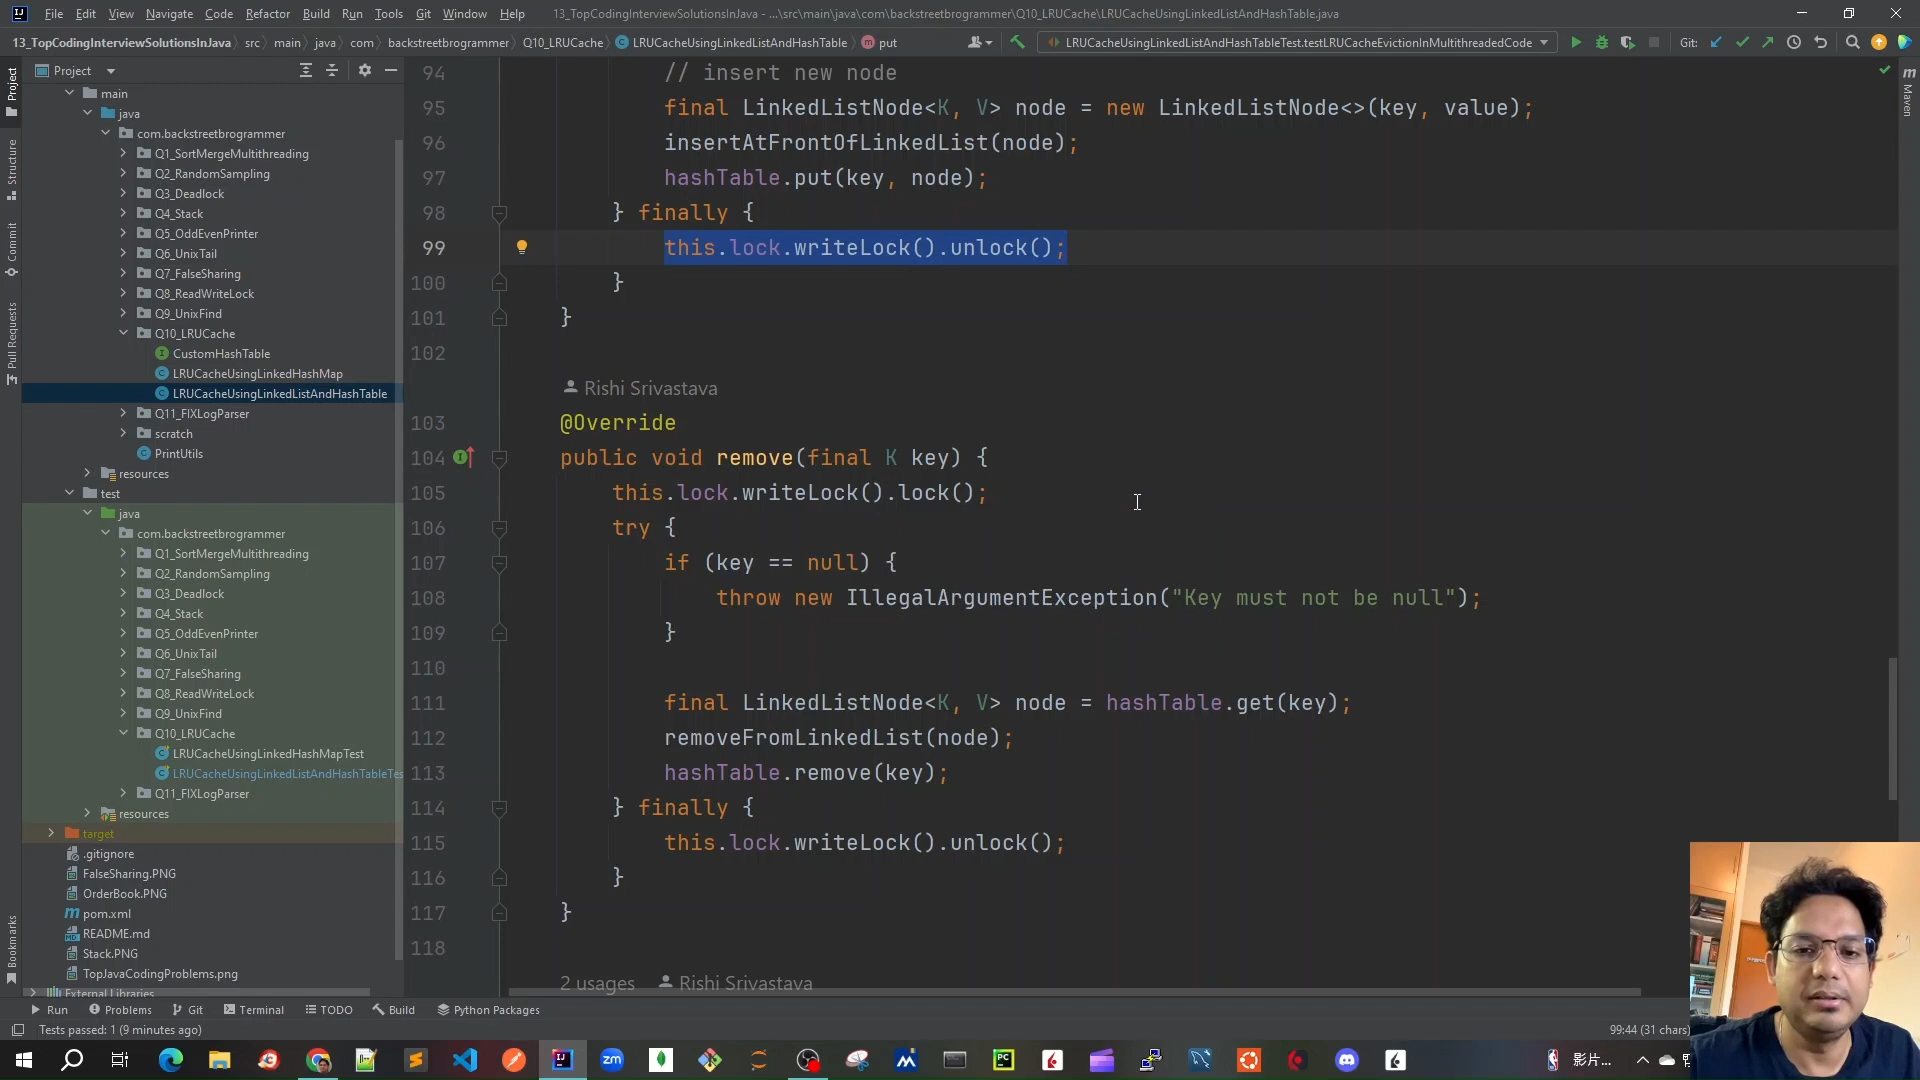 File Edit View Navigate Code Refactor Build Run Tools Git Window Help 13_TopCodingInterviewSolutionsInJava - ...\src\main\java\com\backstreetbrogrammer\Q10_LRUCache\LRUCacheUsingLinkedListAndHashTable.java
13_TopCodingInterviewSolutionsInJava src main java com backstreetbrogrammer Q10_LRUCache LRUCacheUsingLinkedListAndHashTable put LRUCacheUsingLinkedListAndHashTableTest.testLRUCacheEvictionInMultithreadedCode Git:
Project
Project
Structure
Commit
Pull Requests
Bookmarks
main
java
com.backstreetbrogrammer
Q1_SortMergeMultithreading
Q2_RandomSampling
Q3_Deadlock
Q4_Stack
Q5_OddEvenPrinter
Q6_UnixTail
Q7_FalseSharing
Q8_ReadWriteLock
Q9_UnixFind
Q10_LRUCache
CustomHashTable
LRUCacheUsingLinkedHashMap
LRUCacheUsingLinkedListAndHashTable
Q11_FIXLogParser
scratch
PrintUtils
resources
test
java
com.backstreetbrogrammer
Q1_SortMergeMultithreading
Q2_RandomSampling
Q3_Deadlock
Q4_Stack
Q5_OddEvenPrinter
Q6_UnixTail
Q7_FalseSharing
Q8_ReadWriteLock
Q9_UnixFind
Q10_LRUCache
LRUCacheUsingLinkedHashMapTest
LRUCacheUsingLinkedListAndHashTableTes
Q11_FIXLogParser
resources
target
.gitignore
FalseSharing.PNG
OrderBook.PNG
pom.xml
README.md
Stack.PNG
TopJavaCodingProblems.png
External Libraries
94 // insert new node
95 final LinkedListNode<K, V> node = new LinkedListNode<>(key, value);
96 insertAtFrontOfLinkedList(node);
97 hashTable.put(key, node);
98 } finally {
99 this.lock.writeLock().unlock();
100 }
101 }
102
Rishi Srivastava
103 @Override
104 public void remove(final K key) {
105 this.lock.writeLock().lock();
106 try {
107 if (key == null) {
108 throw new IllegalArgumentException("Key must not be null");
109 }
110
111 final LinkedListNode<K, V> node = hashTable.get(key);
112 removeFromLinkedList(node);
113 hashTable.remove(key);
114 } finally {
115 this.lock.writeLock().unlock();
116 }
117 }
118
2 usages Rishi Srivastava
Maven
Run Problems Git Terminal TODO Build Python Packages
Tests passed: 1 (9 minutes ago) 99:44 (31 chars)
影片...